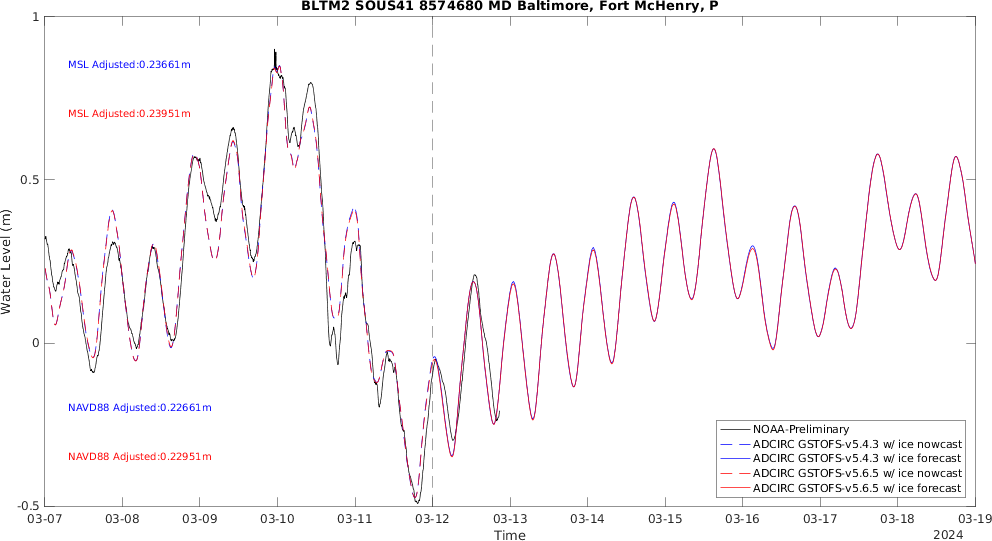 BLTM2 SOUS41 8574680 MD Baltimore, Fort McHenry, P
1
MSL Adjusted:0.23661m
MSL Adjusted:0.23951m
0.5
Water Level (m)
0
NAVD88 Adjusted:0.22661m
NAVD88 Adjusted:0.22951m
-0.5
NOAA-Preliminary
ADCIRC GSTOFS-v5.4.3 w/ ice nowcast
ADCIRC GSTOFS-v5.4.3 w/ ice forecast
ADCIRC GSTOFS-v5.6.5 w/ ice nowcast
ADCIRC GSTOFS-v5.6.5 w/ ice forecast
03-07 03-08 03-09 03-10 03-11 03-12 03-13 03-14 03-15 03-16 03-17 03-18 03-19
Time
2024